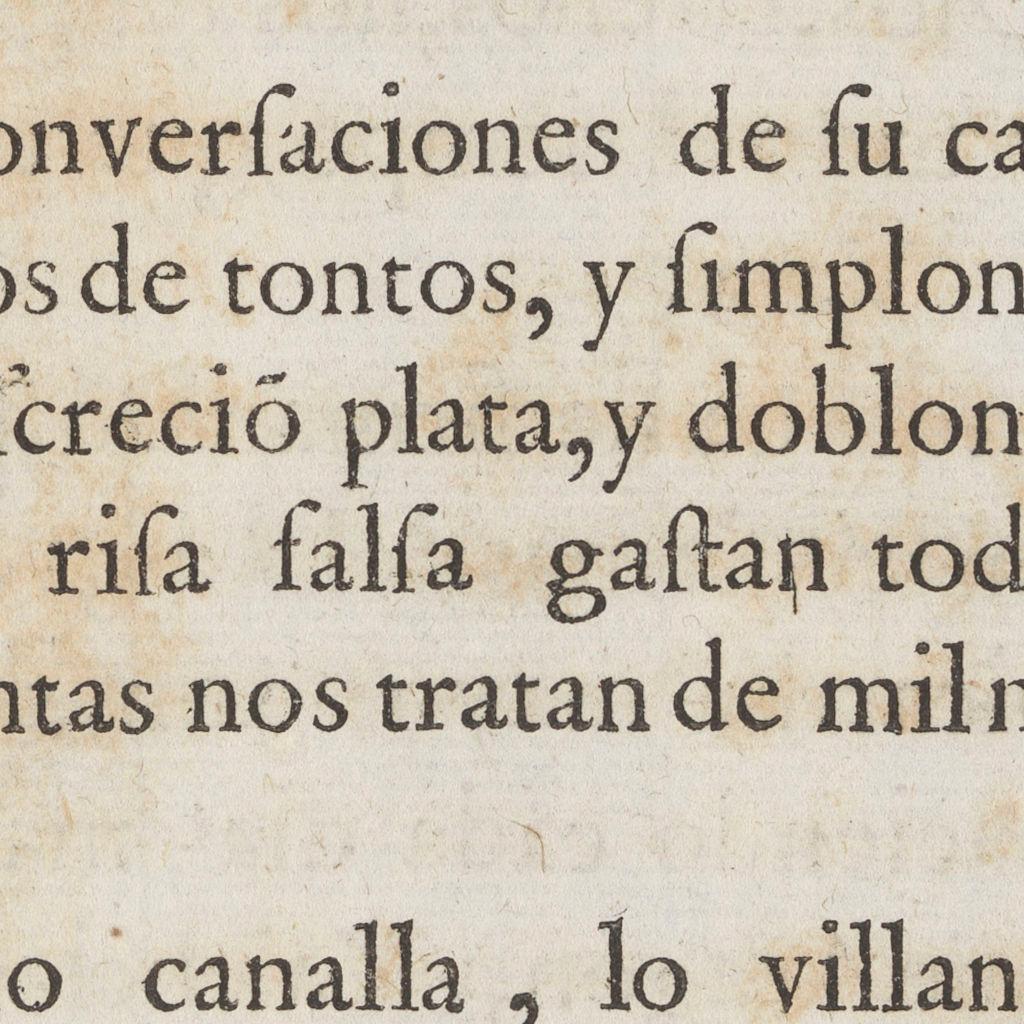 onverſaciones de ſu ca
os de tontos, y ſimplon
ſcreció plata,y doblon
riſa falſa gaſtan tod
ntas nos tratan de mil n
o canalla , lo villan